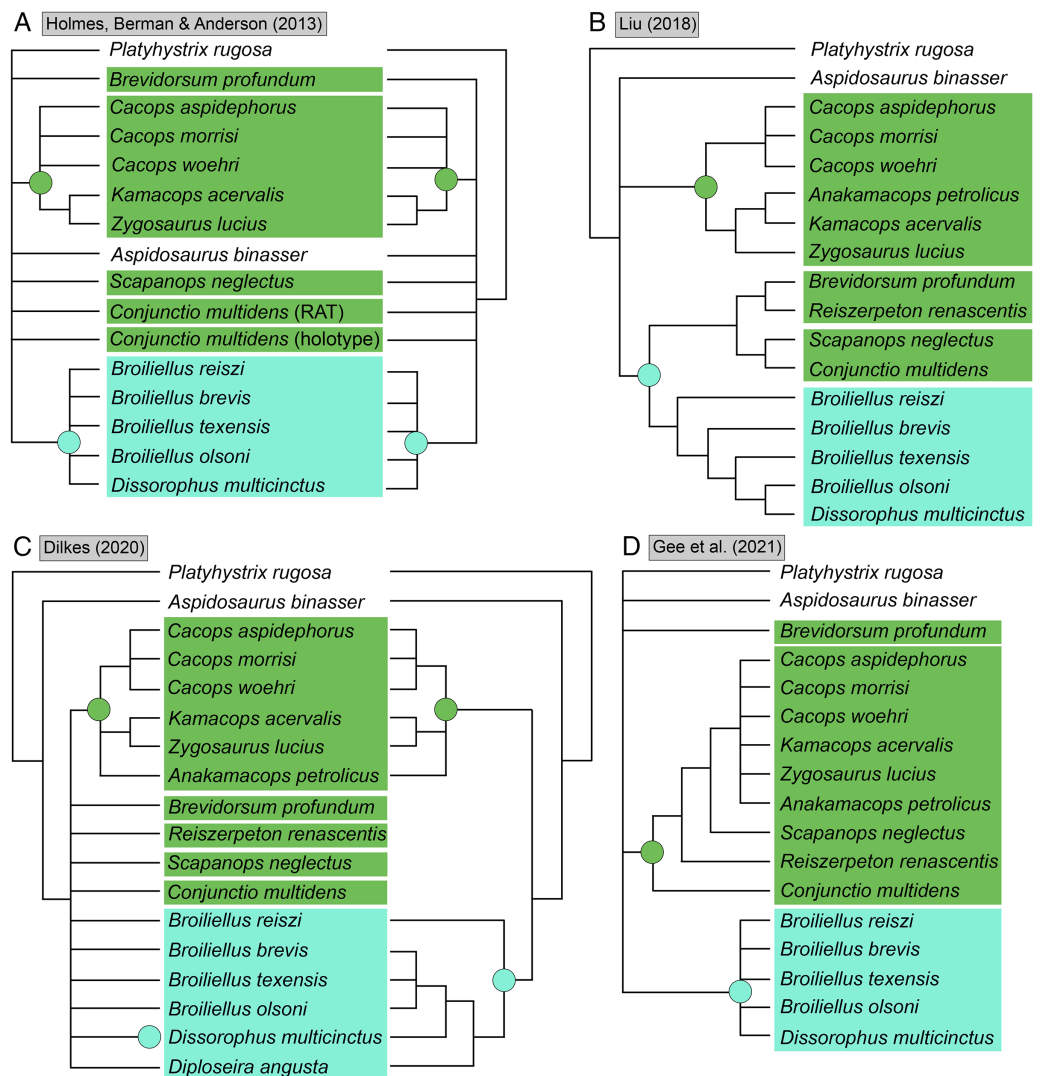 A Holmes, Berman & Anderson (2013)
Platyhystrix rugosa
Brevidorsum profundum
Cacops aspidephorus
Cacops morrisi
Cacops woehri
Kamacops acervalis
Zygosaurus lucius
Aspidosaurus binasser
Scapanops neglectus
Conjunctio multidens (RAT)
Conjunctio multidens (holotype)
Broiliellus reiszi
Broiliellus brevis
Broiliellus texensis
Broiliellus olsoni
Dissorophus multicinctus
B Liu (2018)
Platyhystrix rugosa
Aspidosaurus binasser
Cacops aspidephorus
Cacops morrisi
Cacops woehri
Anakamacops petrolicus
Kamacops acervalis
Zygosaurus lucius
Brevidorsum profundum
Reiszerpeton renascentis
Scapanops neglectus
Conjunctio multidens
Broiliellus reiszi
Broiliellus brevis
Broiliellus texensis
Broiliellus olsoni
Dissorophus multicinctus
C Dilkes (2020)
Platyhystrix rugosa
Aspidosaurus binasser
Cacops aspidephorus
Cacops morrisi
Cacops woehri
Kamacops acervalis
Zygosaurus lucius
Anakamacops petrolicus
Brevidorsum profundum
Reiszerpeton renascentis
Scapanops neglectus
Conjunctio multidens
Broiliellus reiszi
Broiliellus brevis
Broiliellus texensis
Broiliellus olsoni
Dissorophus multicinctus
Diploseira angusta
D Gee et al. (2021)
Platyhystrix rugosa
Aspidosaurus binasser
Brevidorsum profundum
Cacops aspidephorus
Cacops morrisi
Cacops woehri
Kamacops acervalis
Zygosaurus lucius
Anakamacops petrolicus
Scapanops neglectus
Reiszerpeton renascentis
Conjunctio multidens
Broiliellus reiszi
Broiliellus brevis
Broiliellus texensis
Broiliellus olsoni
Dissorophus multicinctus